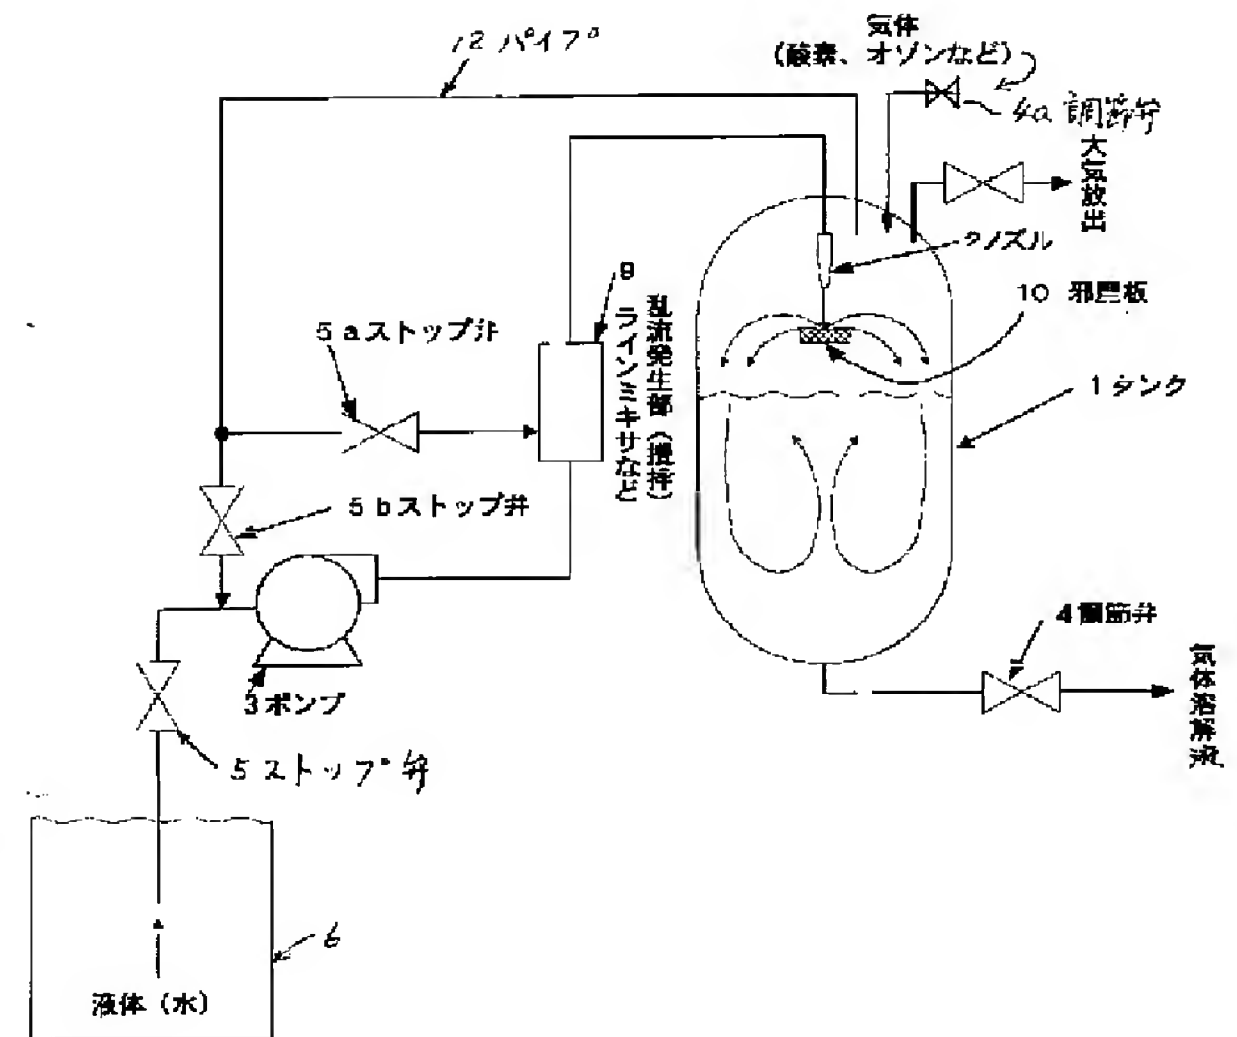 12 パイプ
気体
(酸素、オゾンなど)
4a 調節弁
大気放出
2ノズル
9
乱流発生部(攪拌)
ラインミキサなど
10 邪魔板
5aストップ弁
1タンク
5bストップ弁
4調節弁
3ポンプ
気体溶解液
5ストップ弁
6
液体(水)